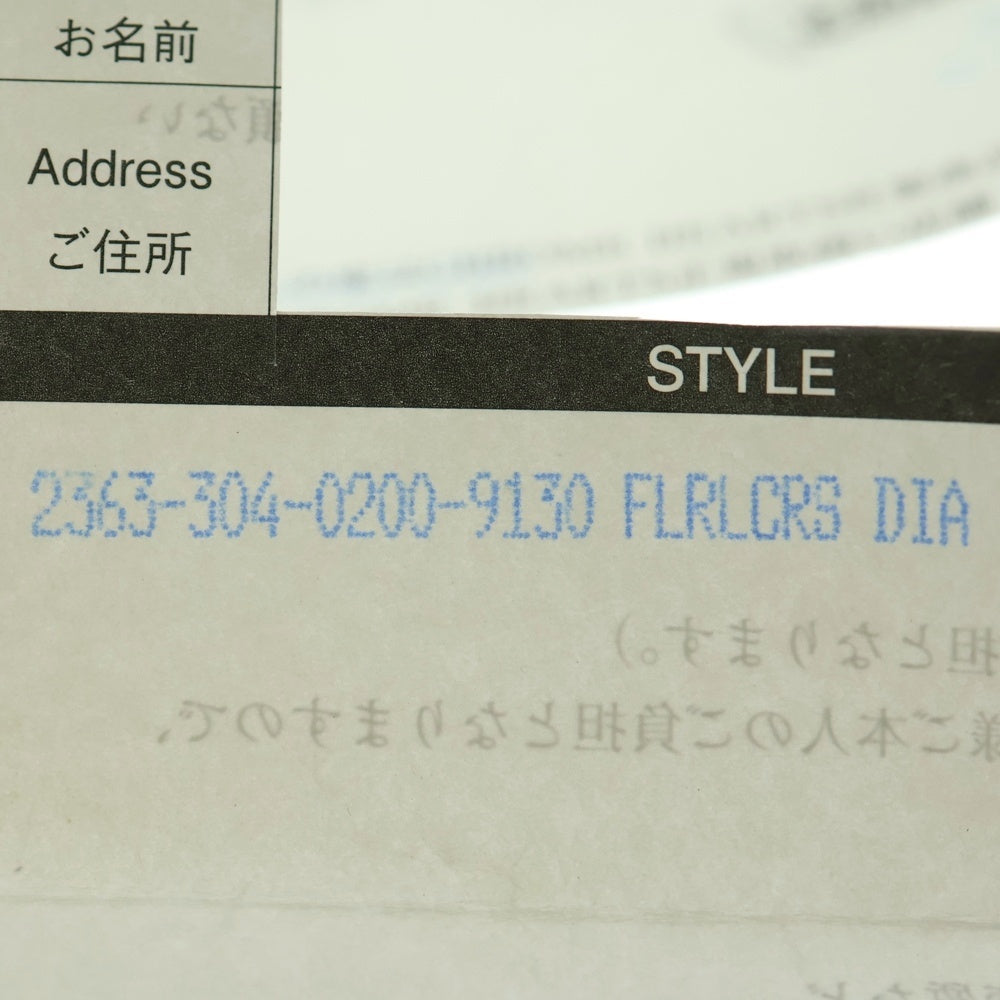 お名前
Address
ご住所
STYLE
2363-304-0200-9130 FLRLCRS DIA
担となります。)
様ご本人のご負担となりますので、